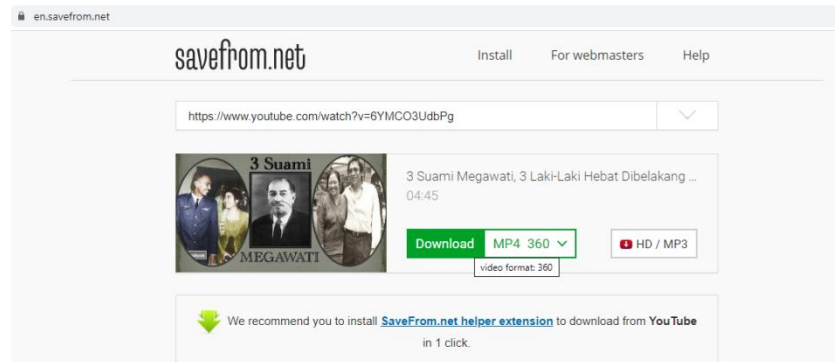 en.savefrom.net
savefrom.net
Install For webmasters Help
https://www.youtube.com/watch?v=6YMCO3UdbPg
3 Suami
MEGAWATI
3 Suami Megawati, 3 Laki-Laki Hebat Dibelakang ...
04:45
Download MP4 360 HD / MP3
video format: 360
We recommend you to install SaveFrom.net helper extension to download from YouTube
in 1 click.